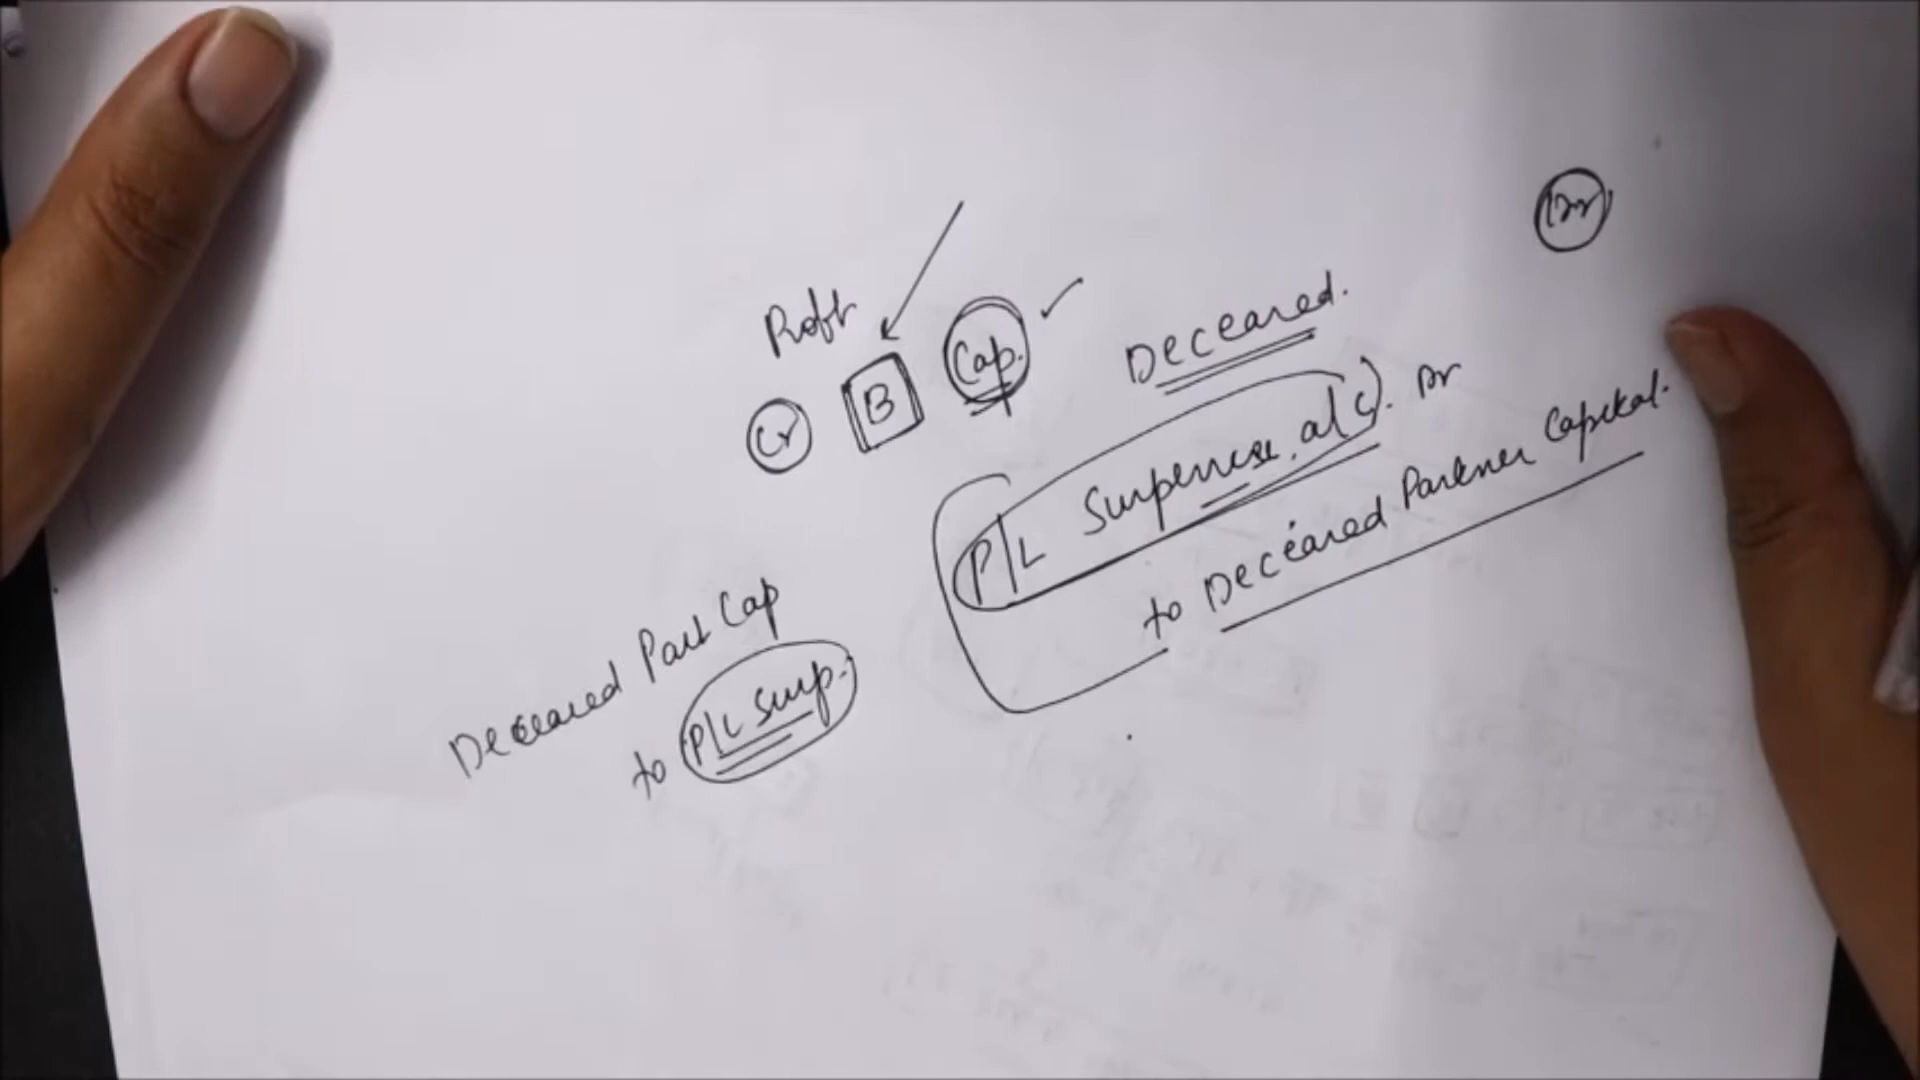 Dr
Profit
Cr B Cap. Deceased.
P/L Suspense a/c. Dr
to Deceased Partner Capital.
Deceased Part Cap
to P/L Susp.